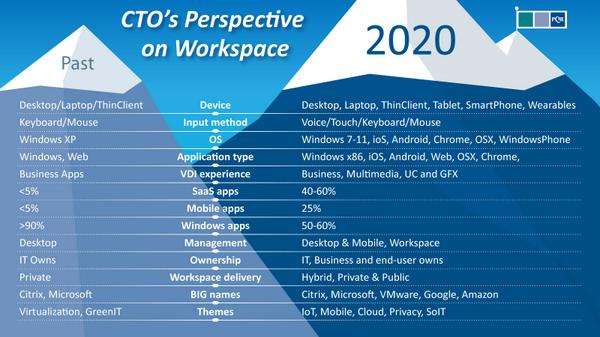 CTO's Perspective
on Workspace
2020
PQR
Past
Desktop/Laptop/ThinClient Device Desktop, Laptop, ThinClient, Tablet, SmartPhone, Wearables
Keyboard/Mouse Input method Voice/Touch/Keyboard/Mouse
Windows XP OS Windows 7-11, ioS, Android, Chrome, OSX, WindowsPhone
Windows, Web Application type Windows x86, iOS, Android, Web, OSX, Chrome,
Business Apps VDI experience Business, Multimedia, UC and GFX
<5% SaaS apps 40-60%
<5% Mobile apps 25%
>90% Windows apps 50-60%
Desktop Management Desktop & Mobile, Workspace
IT Owns Ownership IT, Business and end-user owns
Private Workspace delivery Hybrid, Private & Public
Citrix, Microsoft BIG names Citrix, Microsoft, VMware, Google, Amazon
Virtualization, GreenIT Themes IoT, Mobile, Cloud, Privacy, SoIT